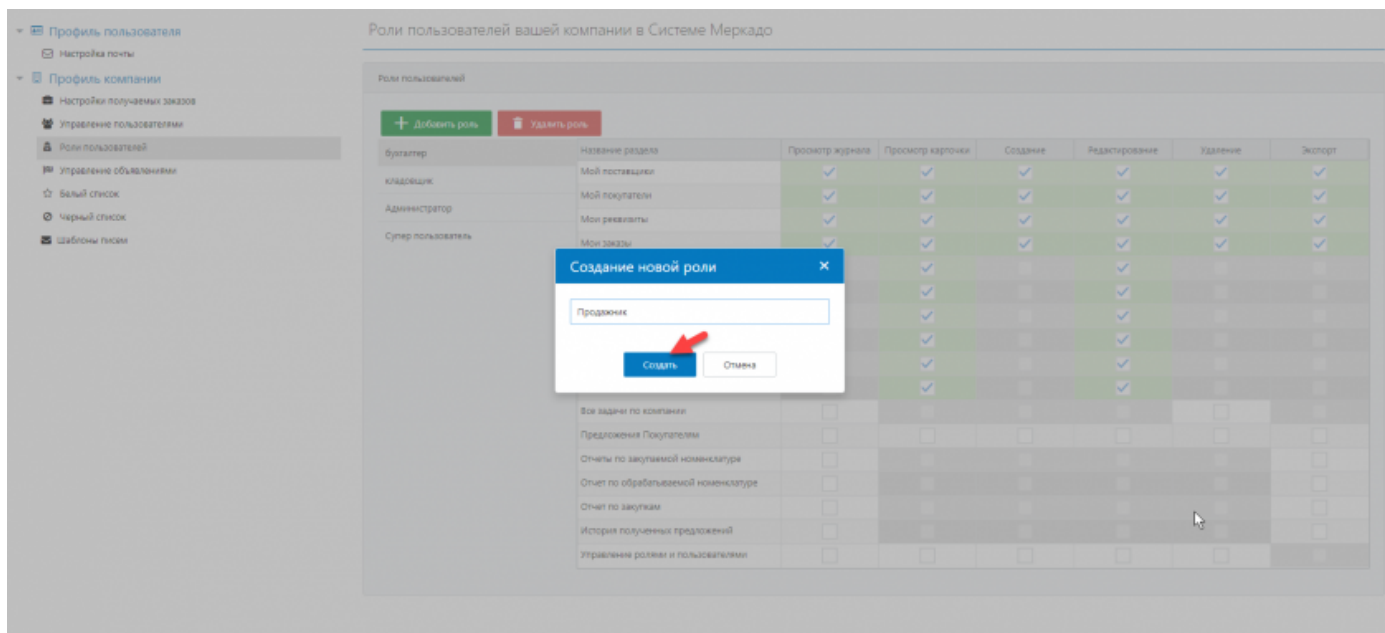 Профиль пользователя
Настройка почты
Профиль компании
Настройки получаемых заказов
Управление пользователями
Роли пользователей
Управление объявлениями
Белый список
Черный список
Шаблоны писем
Роли пользователей вашей компании в Системе Меркадо
Роли пользователей
Добавить роль Удалить роль
бухгалтер
кладовщик
Администратор
Супер пользователь
Название раздела Просмотр журнала Просмотр карточки Создание Редактирование Удаление Экспорт
Мои поставщики
Мои покупатели
Мои реквизиты
Мои заказы
Создание новой роли
Продажник
Создать Отмена
Все задачи по компании
Предложения Покупателям
Отчеты по закупаемой номенклатуре
Отчет по обрабатываемой номенклатуре
Отчет по закупкам
История полученных предложений
Управление ролями и пользователями